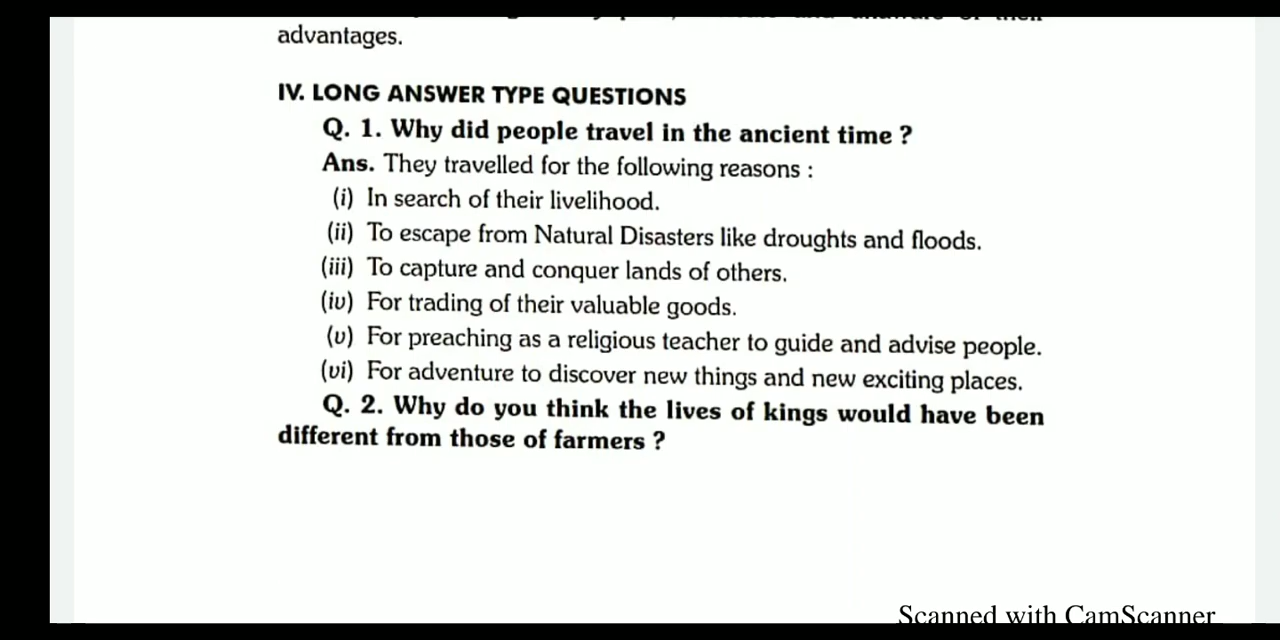 advantages.
IV. LONG ANSWER TYPE QUESTIONS
Q. 1. Why did people travel in the ancient time ?
Ans. They travelled for the following reasons :
(i) In search of their livelihood.
(ii) To escape from Natural Disasters like droughts and floods.
(iii) To capture and conquer lands of others.
(iv) For trading of their valuable goods.
(v) For preaching as a religious teacher to guide and advise people.
(vi) For adventure to discover new things and new exciting places.
Q. 2. Why do you think the lives of kings would have been
different from those of farmers ?
Scanned with CamScanner